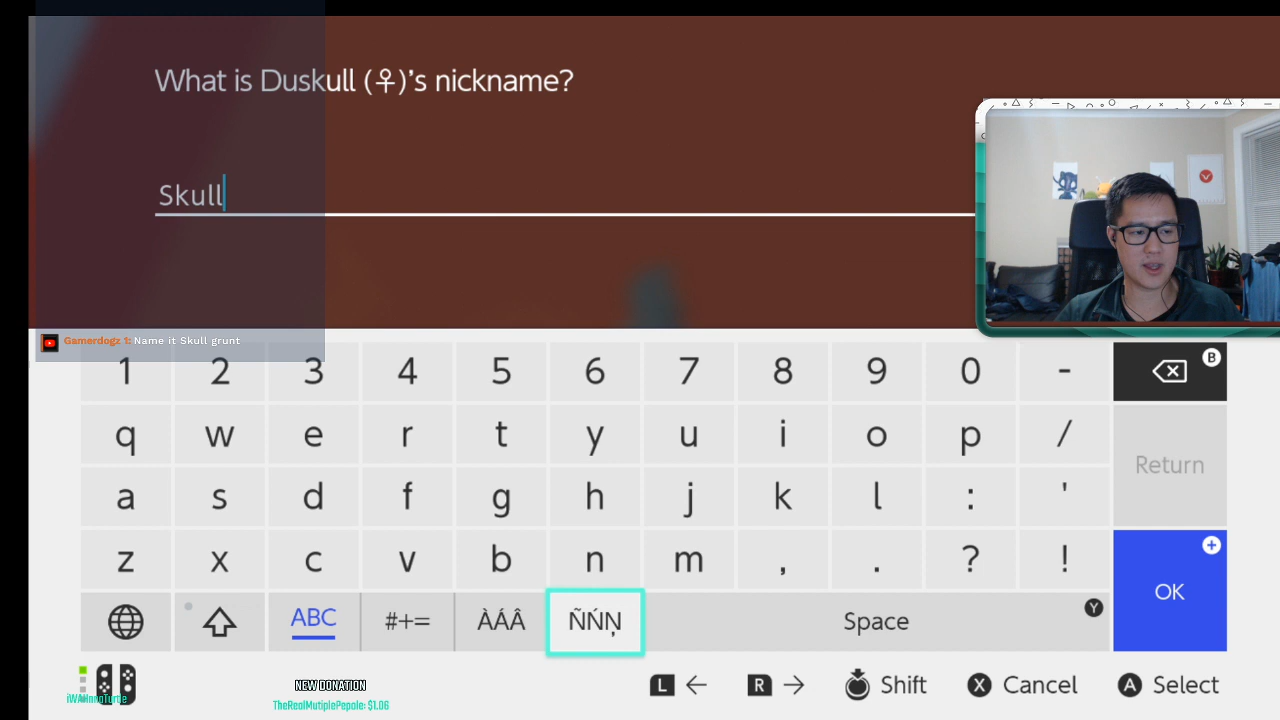 What is Duskull (♀)'s nickname?
Skull
Gamerdogz 1: Name it Skull grunt
1 2 3 4 5 6 7 8 9 0 - B
q w e r t y u i o p /
Return
a s d f g h j k l : '
z x c v b n m , . ? ! +
OK
ABC #+= ÀÁÂ ÑŃŅ Space Y
L ← R → Shift X Cancel A Select
NEW DONATION
TheRealMutiplePepole: $1.06